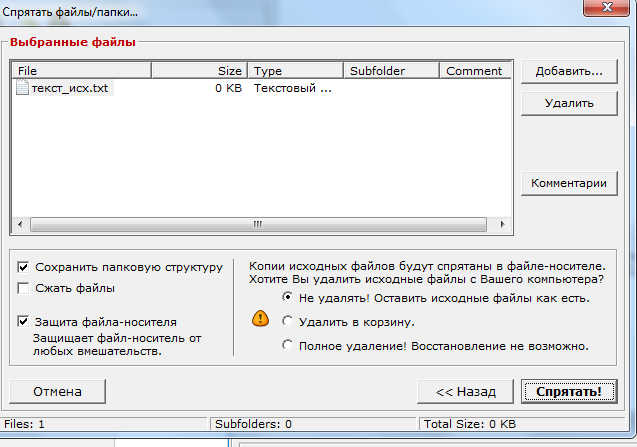 Спрятать файлы/папки...
Выбранные файлы
File Size Type Subfolder Comment
текст_исх.txt 0 KB Текстовый ...
Добавить...
Удалить
Комментарии
Сохранить папковую структуру
Сжать файлы
Защита файла-носителя
Защищает файл-носитель от
любых вмешательств.
Копии исходных файлов будут спрятаны в файле-носителе.
Хотите Вы удалить исходные файлы с Вашего компьютера?
Не удалять! Оставить исходные файлы как есть.
Удалить в корзину.
Полное удаление! Восстановление не возможно.
Отмена
<< Назад
Спрятать!
Files: 1
Subfolders: 0
Total Size: 0 KB